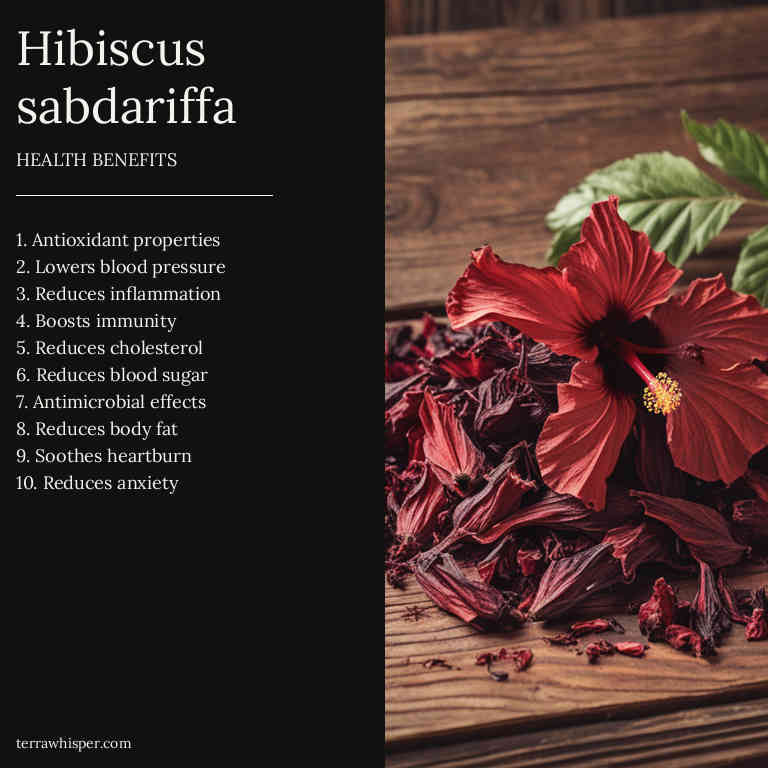 Hibiscus
sabdariffa
HEALTH BENEFITS
1. Antioxidant properties
2. Lowers blood pressure
3. Reduces inflammation
4. Boosts immunity
5. Reduces cholesterol
6. Reduces blood sugar
7. Antimicrobial effects
8. Reduces body fat
9. Soothes heartburn
10. Reduces anxiety
terrawhisper.com